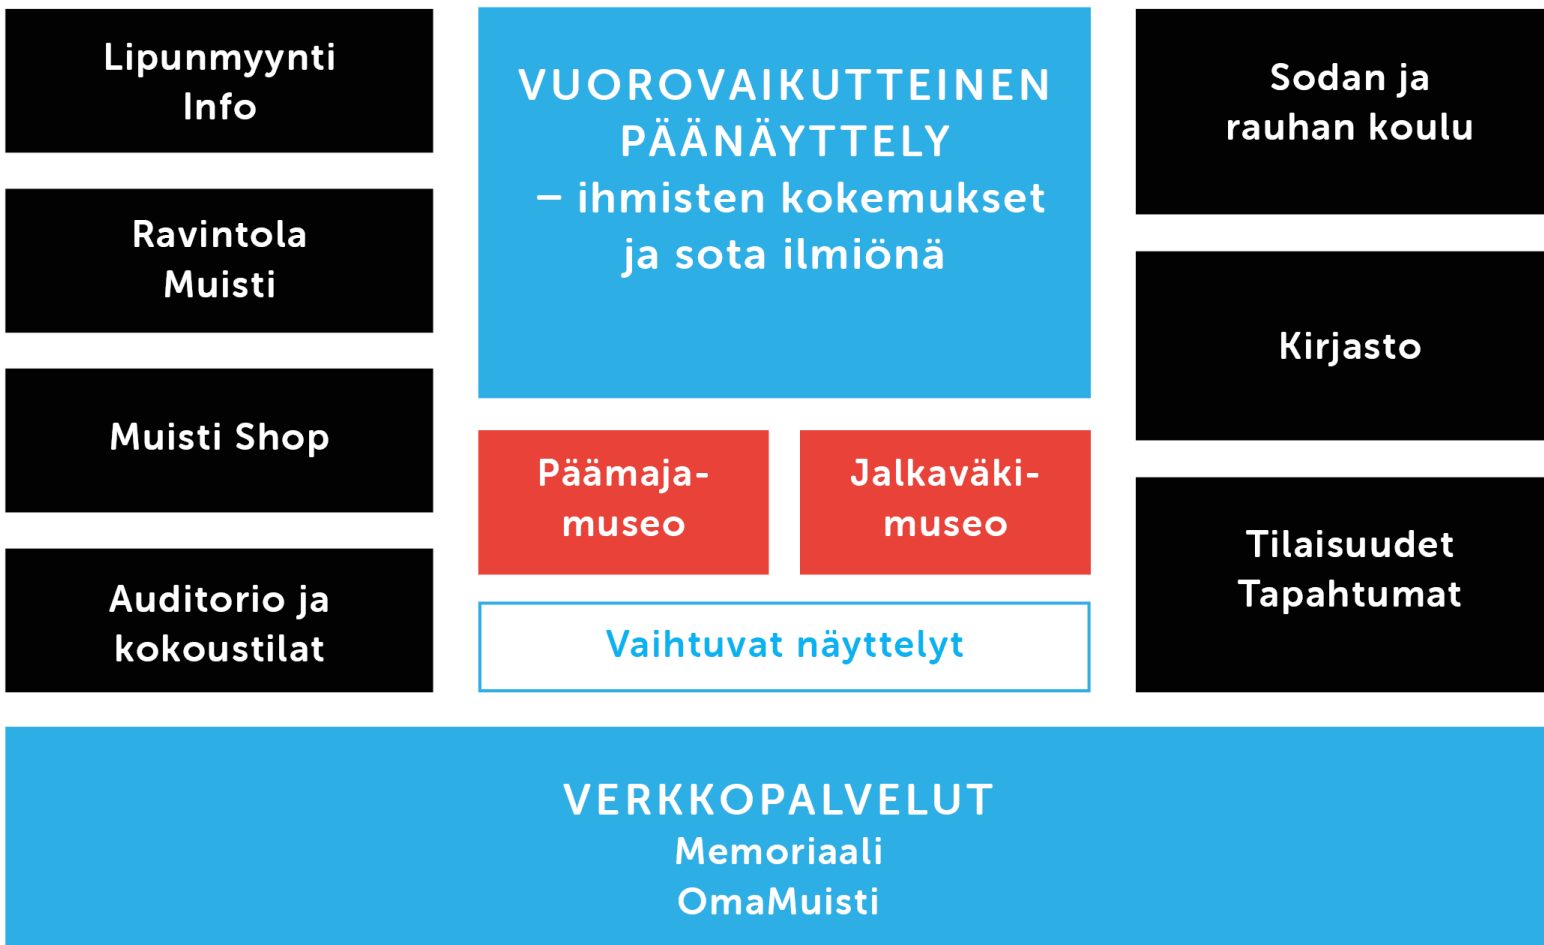 Lipunmyynti
Info
Ravintola
Muisti
Muisti Shop
Auditorio ja
kokoustilat
VUOROVAIKUTTEINEN
PÄÄNÄYTTELY
– ihmisten kokemukset
ja sota ilmiönä
Päämaja-
museo
Jalkaväki-
museo
Vaihtuvat näyttelyt
Sodan ja
rauhan koulu
Kirjasto
Tilaisuudet
Tapahtumat
VERKKOPALVELUT
Memoriaali
OmaMuisti